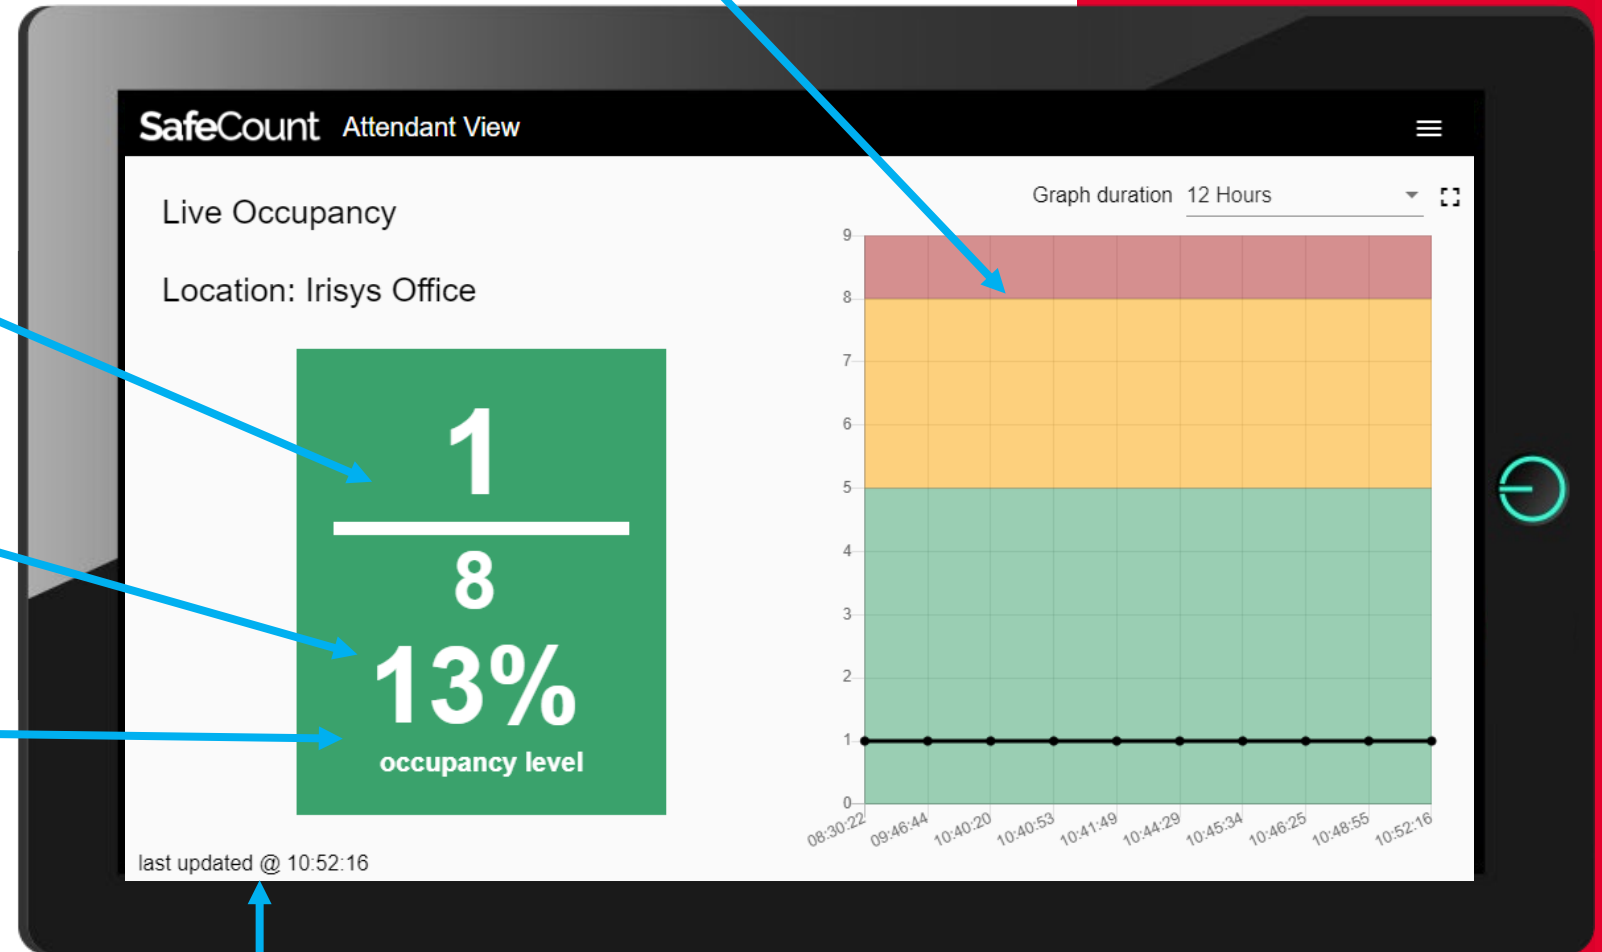 SafeCount Attendant View
Live Occupancy
Location: Irisys Office
1
8
13%
occupancy level
last updated @ 10:52:16
Graph duration 12 Hours
9
8
7
6
5
4
3
2
1
0
08:30:22 09:46:44 10:40:20 10:40:53 10:41:49 10:44:29 10:45:34 10:46:25 10:48:55 10:52:16